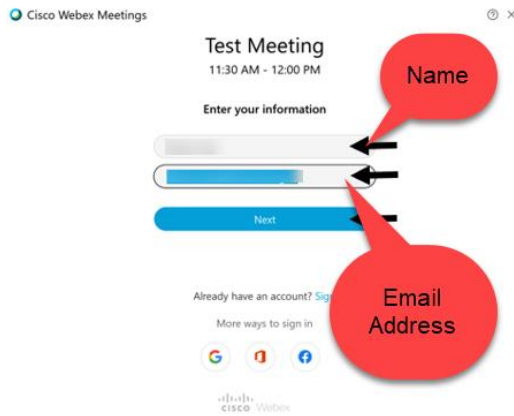 Cisco Webex Meetings
Test Meeting
11:30 AM - 12:00 PM
Name
Enter your information
Next
Already have an account? Sig
Email
Address
More ways to sign in
G
cisco Webex